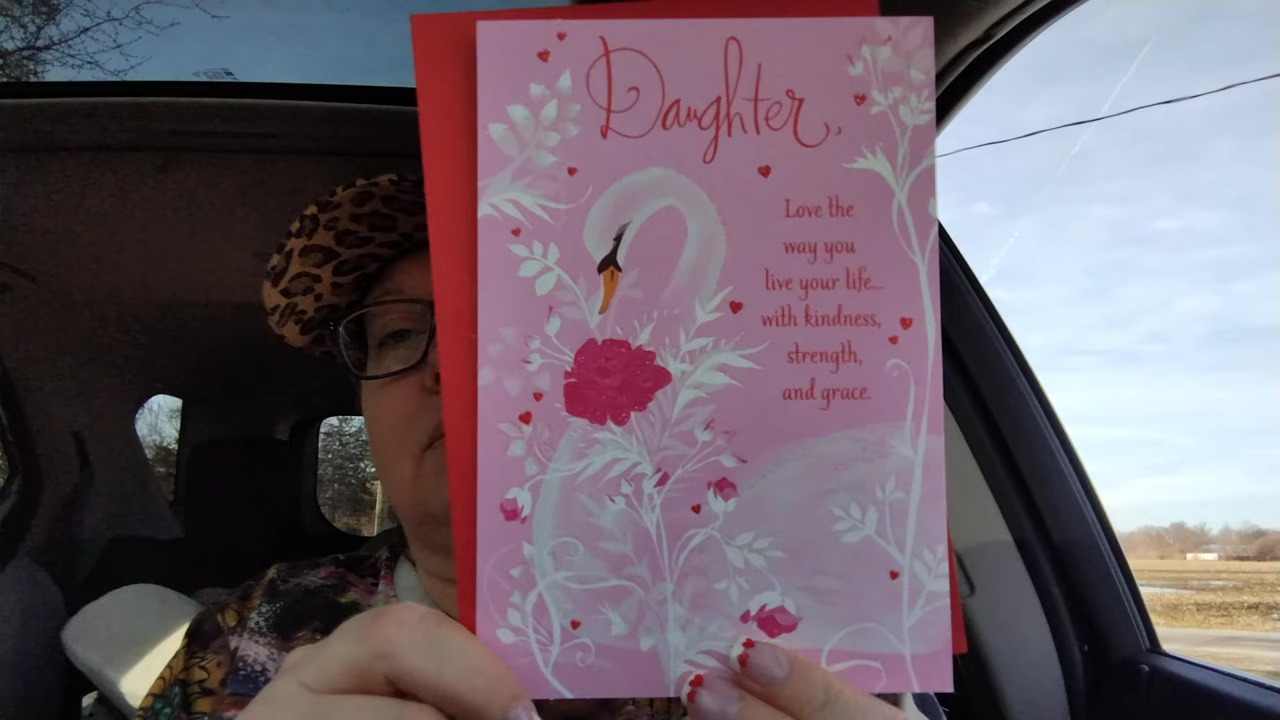 Daughter,
Love the
way you
live your life...
with kindness,
strength,
and grace.